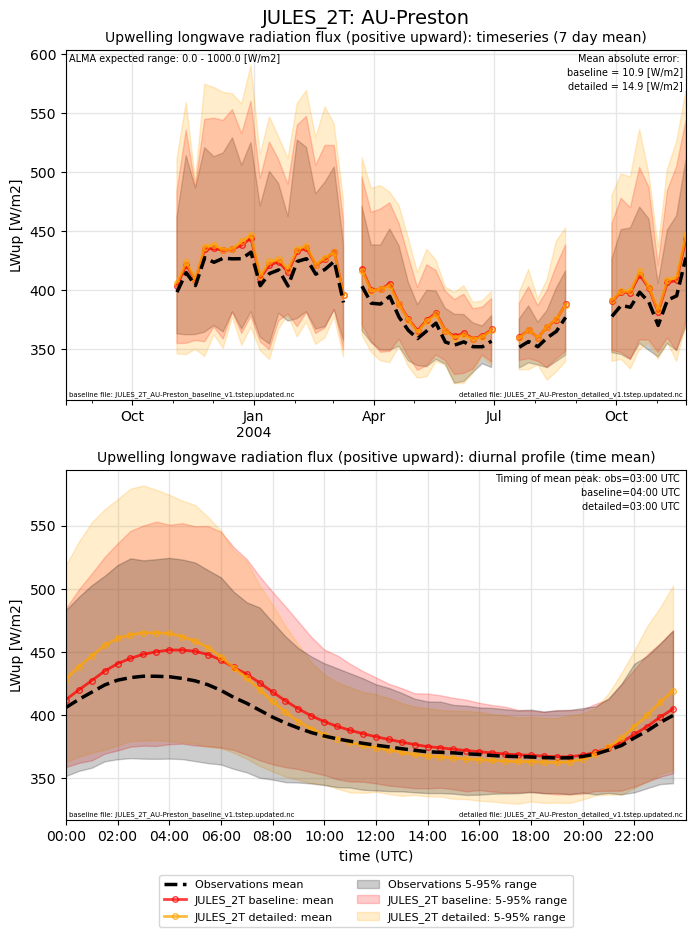 JULES_2T: AU-Preston
Upwelling longwave radiation flux (positive upward): timeseries (7 day mean)
ALMA expected range: 0.0 - 1000.0 [W/m2]
Mean absolute error:
baseline = 10.9 [W/m2]
detailed = 14.9 [W/m2]
LWup [W/m2]
600
550
500
450
400
350
baseline file: JULES_2T_AU-Preston_baseline_v1.tstep.updated.nc
detailed file: JULES_2T_AU-Preston_detailed_v1.tstep.updated.nc
Oct
Jan
2004
Apr
Jul
Oct
Upwelling longwave radiation flux (positive upward): diurnal profile (time mean)
Timing of mean peak: obs=03:00 UTC
baseline=04:00 UTC
detailed=03:00 UTC
LWup [W/m2]
550
500
450
400
350
baseline file: JULES_2T_AU-Preston_baseline_v1.tstep.updated.nc
detailed file: JULES_2T_AU-Preston_detailed_v1.tstep.updated.nc
00:00 02:00 04:00 06:00 08:00 10:00 12:00 14:00 16:00 18:00 20:00 22:00
time (UTC)
Observations mean
JULES_2T baseline: mean
JULES_2T detailed: mean
Observations 5-95% range
JULES_2T baseline: 5-95% range
JULES_2T detailed: 5-95% range